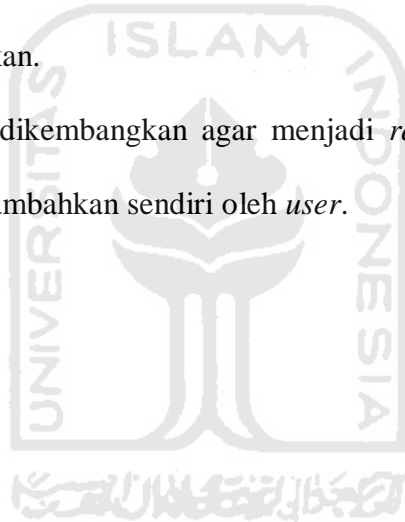 ISLAM
kan.
dikembangkan agar menjadi
ambahkan sendiri oleh user.
UNIVERSITAS
INDONESIA